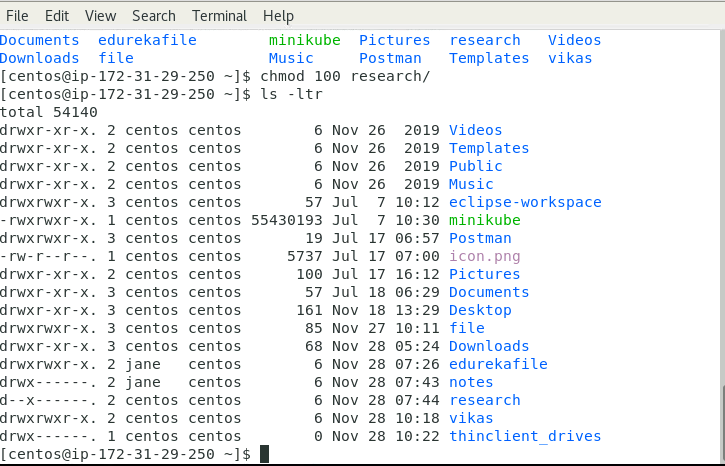 File Edit View Search Terminal Help
Documents edurekafile minikube Pictures research Videos
Downloads file Music Postman Templates vikas
[centos@ip-172-31-29-250 ~]$ chmod 100 research/
[centos@ip-172-31-29-250 ~]$ ls -ltr
total 54140
drwxr-xr-x. 2 centos centos 6 Nov 26 2019 Videos
drwxr-xr-x. 2 centos centos 6 Nov 26 2019 Templates
drwxr-xr-x. 2 centos centos 6 Nov 26 2019 Public
drwxr-xr-x. 2 centos centos 6 Nov 26 2019 Music
drwxrwxr-x. 3 centos centos 57 Jul 7 10:12 eclipse-workspace
-rwxrwxr-x. 1 centos centos 55430193 Jul 7 10:30 minikube
drwxrwxr-x. 3 centos centos 19 Jul 17 06:57 Postman
-rw-r--r--. 1 centos centos 5737 Jul 17 07:00 icon.png
drwxr-xr-x. 2 centos centos 100 Jul 17 16:12 Pictures
drwxr-xr-x. 3 centos centos 57 Jul 18 06:29 Documents
drwxr-xr-x. 3 centos centos 161 Nov 18 13:29 Desktop
drwxrwxr-x. 3 centos centos 85 Nov 27 10:11 file
drwxr-xr-x. 3 centos centos 68 Nov 28 05:24 Downloads
drwxrwxr-x. 2 jane centos 6 Nov 28 07:26 edurekafile
drwx------. 2 jane centos 6 Nov 28 07:43 notes
d--x------. 2 centos centos 6 Nov 28 07:44 research
drwxrwxr-x. 2 centos centos 6 Nov 28 10:18 vikas
drwx------. 1 centos centos 0 Nov 28 10:22 thinclient_drives
[centos@ip-172-31-29-250 ~]$